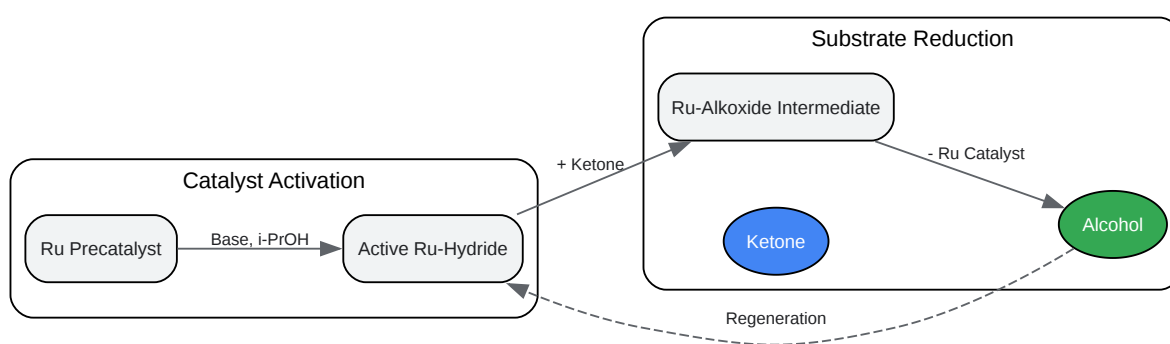 Substrate Reduction
Ru-Alkoxide Intermediate
+ Ketone
- Ru Catalyst
Catalyst Activation
Ru Precatalyst
Base, i-PrOH
Active Ru-Hydride
Ketone
Alcohol
Regeneration